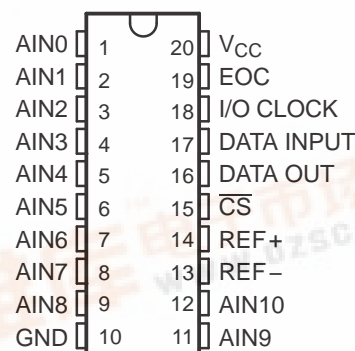 AIN0 1 20 VCC
AIN1 2 19 EOC
AIN2 3 18 I/O CLOCK
AIN3 4 17 DATA INPUT
AIN4 5 16 DATA OUT
AIN5 6 15 C̅S̅
AIN6 7 14 REF+
AIN7 8 13 REF−
AIN8 9 12 AIN10
GND 10 11 AIN9